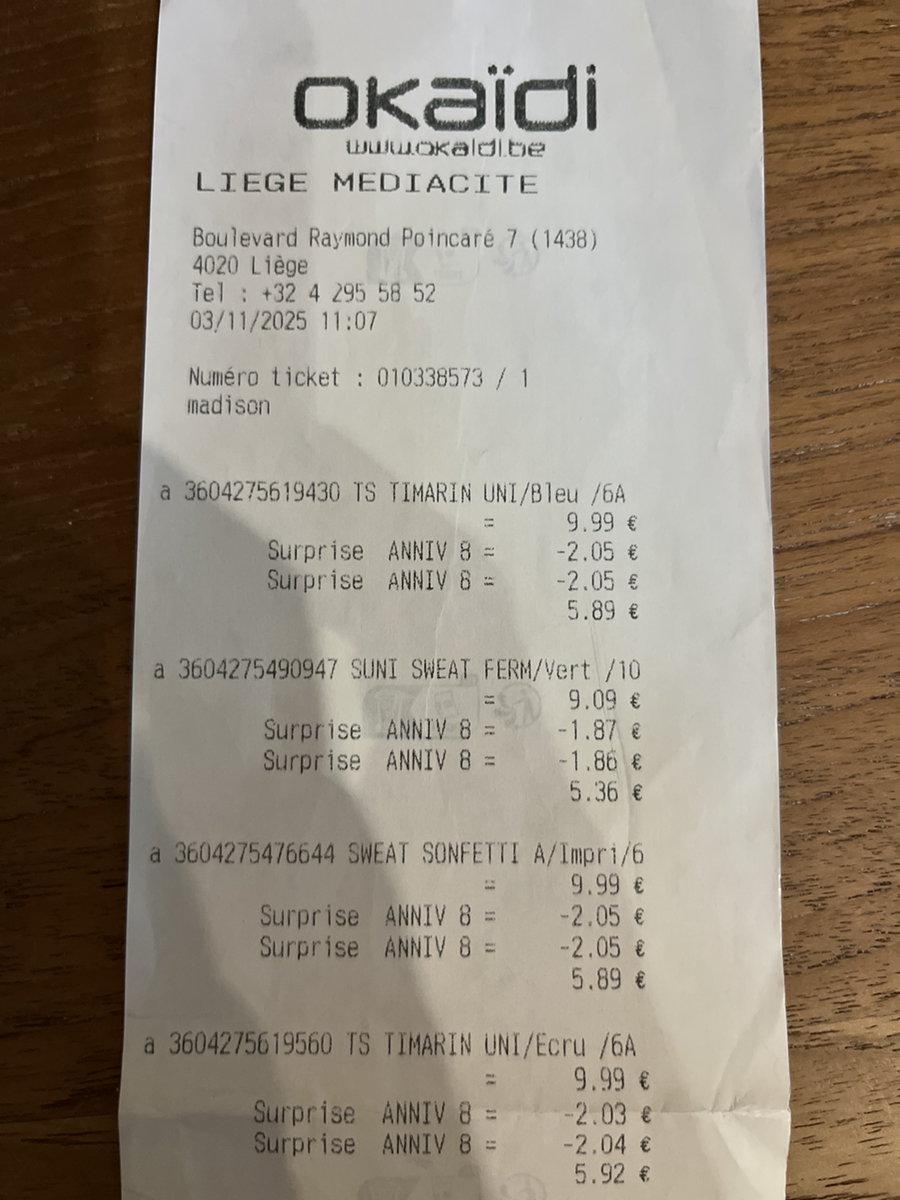 okaïdi
www.okaidi.be
LIEGE MEDIACITE
Boulevard Raymond Poincaré 7 (1438)
4020 Liège
Tel : +32 4 295 58 52
03/11/2025 11:07
Numéro ticket : 010338573 / 1
madison
a 3604275619430 TS TIMARIN UNI/Bleu /6A
= 9.99 €
Surprise ANNIV 8 = -2.05 €
Surprise ANNIV 8 = -2.05 €
5.89 €
a 3604275490947 SUNI SWEAT FERM/Vert /10
= 9.09 €
Surprise ANNIV 8 = -1.87 €
Surprise ANNIV 8 = -1.86 €
5.36 €
a 3604275476644 SWEAT SONFETTI A/Impri/6
= 9.99 €
Surprise ANNIV 8 = -2.05 €
Surprise ANNIV 8 = -2.05 €
5.89 €
a 3604275619560 TS TIMARIN UNI/Ecru /6A
= 9.99 €
Surprise ANNIV 8 = -2.03 €
Surprise ANNIV 8 = -2.04 €
5.92 €